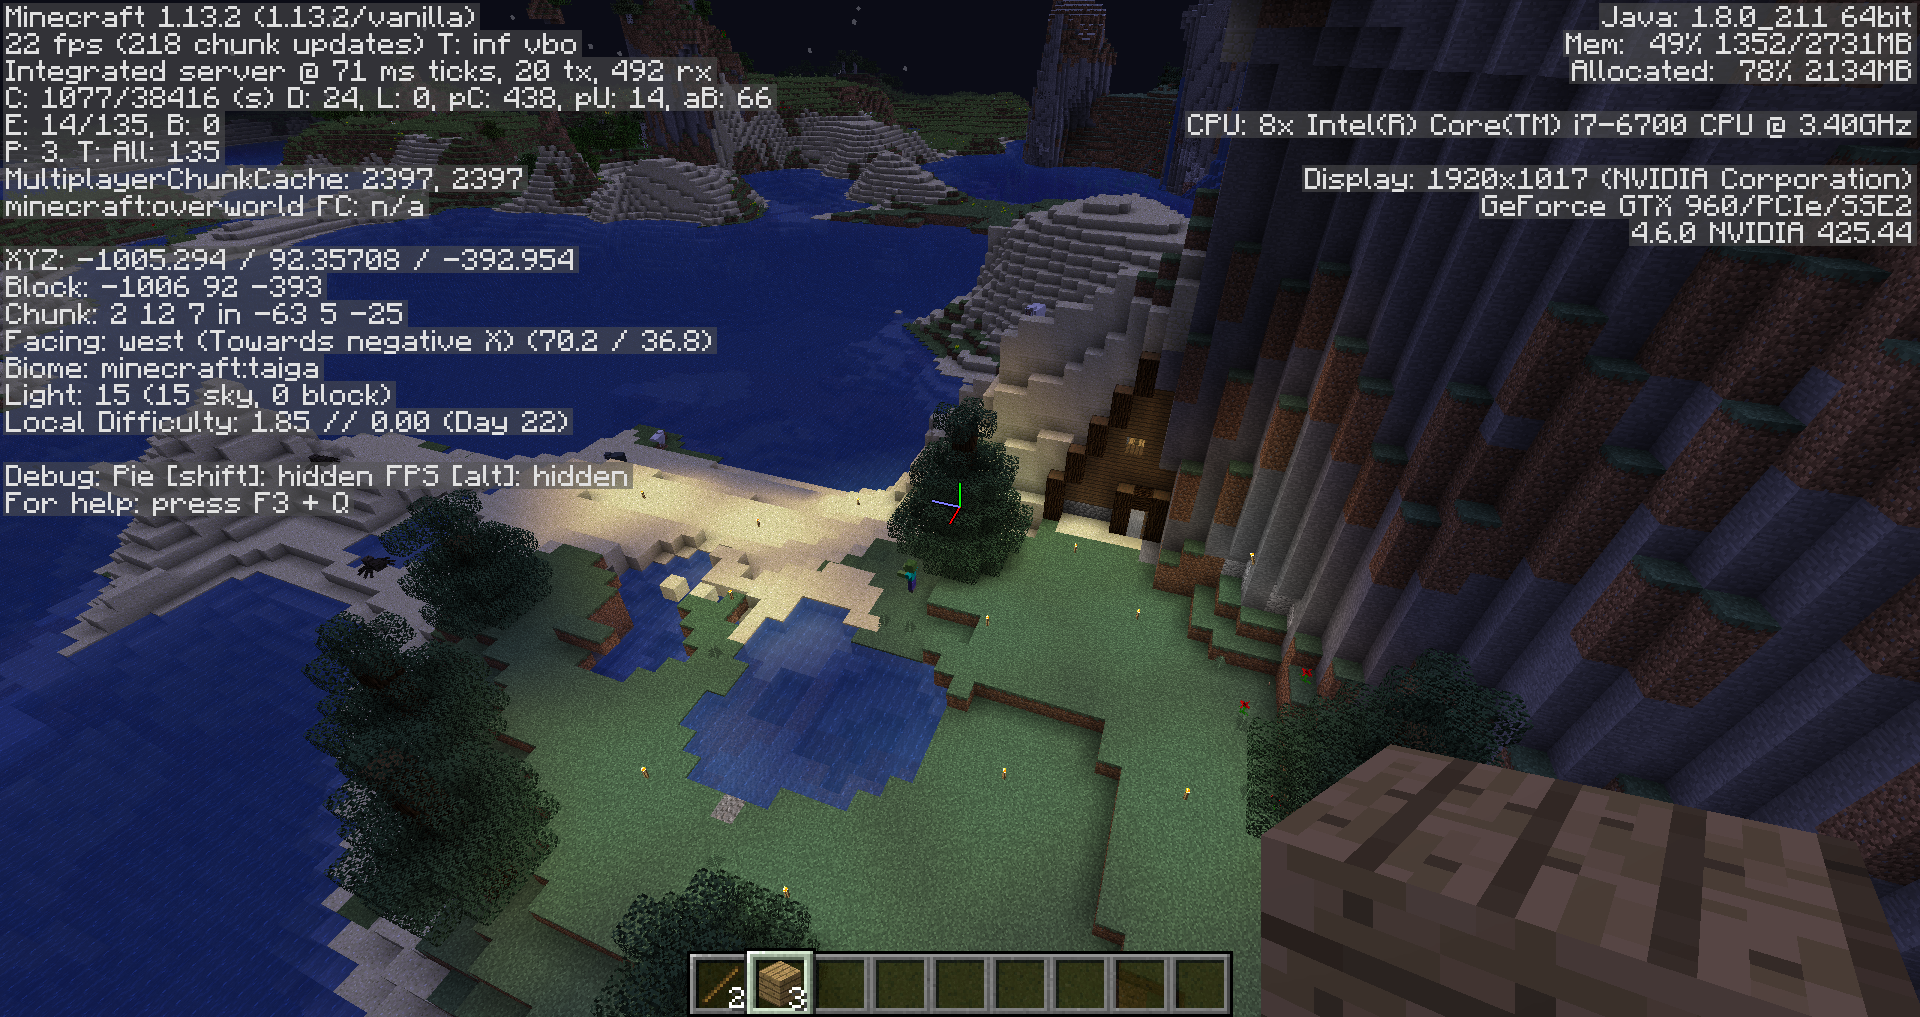 Minecraft 1.13.2 (1.13.2/vanilla)
22 fps (218 chunk updates) T: inf vbo
Integrated server @ 71 ms ticks, 20 tx, 492 rx
C: 1077/38416 (s) D: 24, L: 0, pC: 438, pU: 14, aB: 66
E: 14/135, B: 0
P: 3. T: All: 135
MultiplayerChunkCache: 2397, 2397
minecraft:overworld FC: n/a
XYZ: -1005.294 / 92.35708 / -392.954
Block: -1006 92 -393
Chunk: 2 12 7 in -63 5 -25
Facing: west (Towards negative X) (70.2 / 36.8)
Biome: minecraft:taiga
Light: 15 (15 sky, 0 block)
Local Difficulty: 1.85 // 0.00 (Day 22)
Debug: Pie [shift]: hidden FPS [alt]: hidden
For help: press F3 + Q
Java: 1.8.0_211 64bit
Mem: 49% 1352/2731MB
Allocated: 78% 2134MB
CPU: 8x Intel(R) Core(TM) i7-6700 CPU @ 3.40GHz
Display: 1920x1017 (NVIDIA Corporation)
GeForce GTX 960/PCIe/SSE2
4.6.0 NVIDIA 425.44
2
3